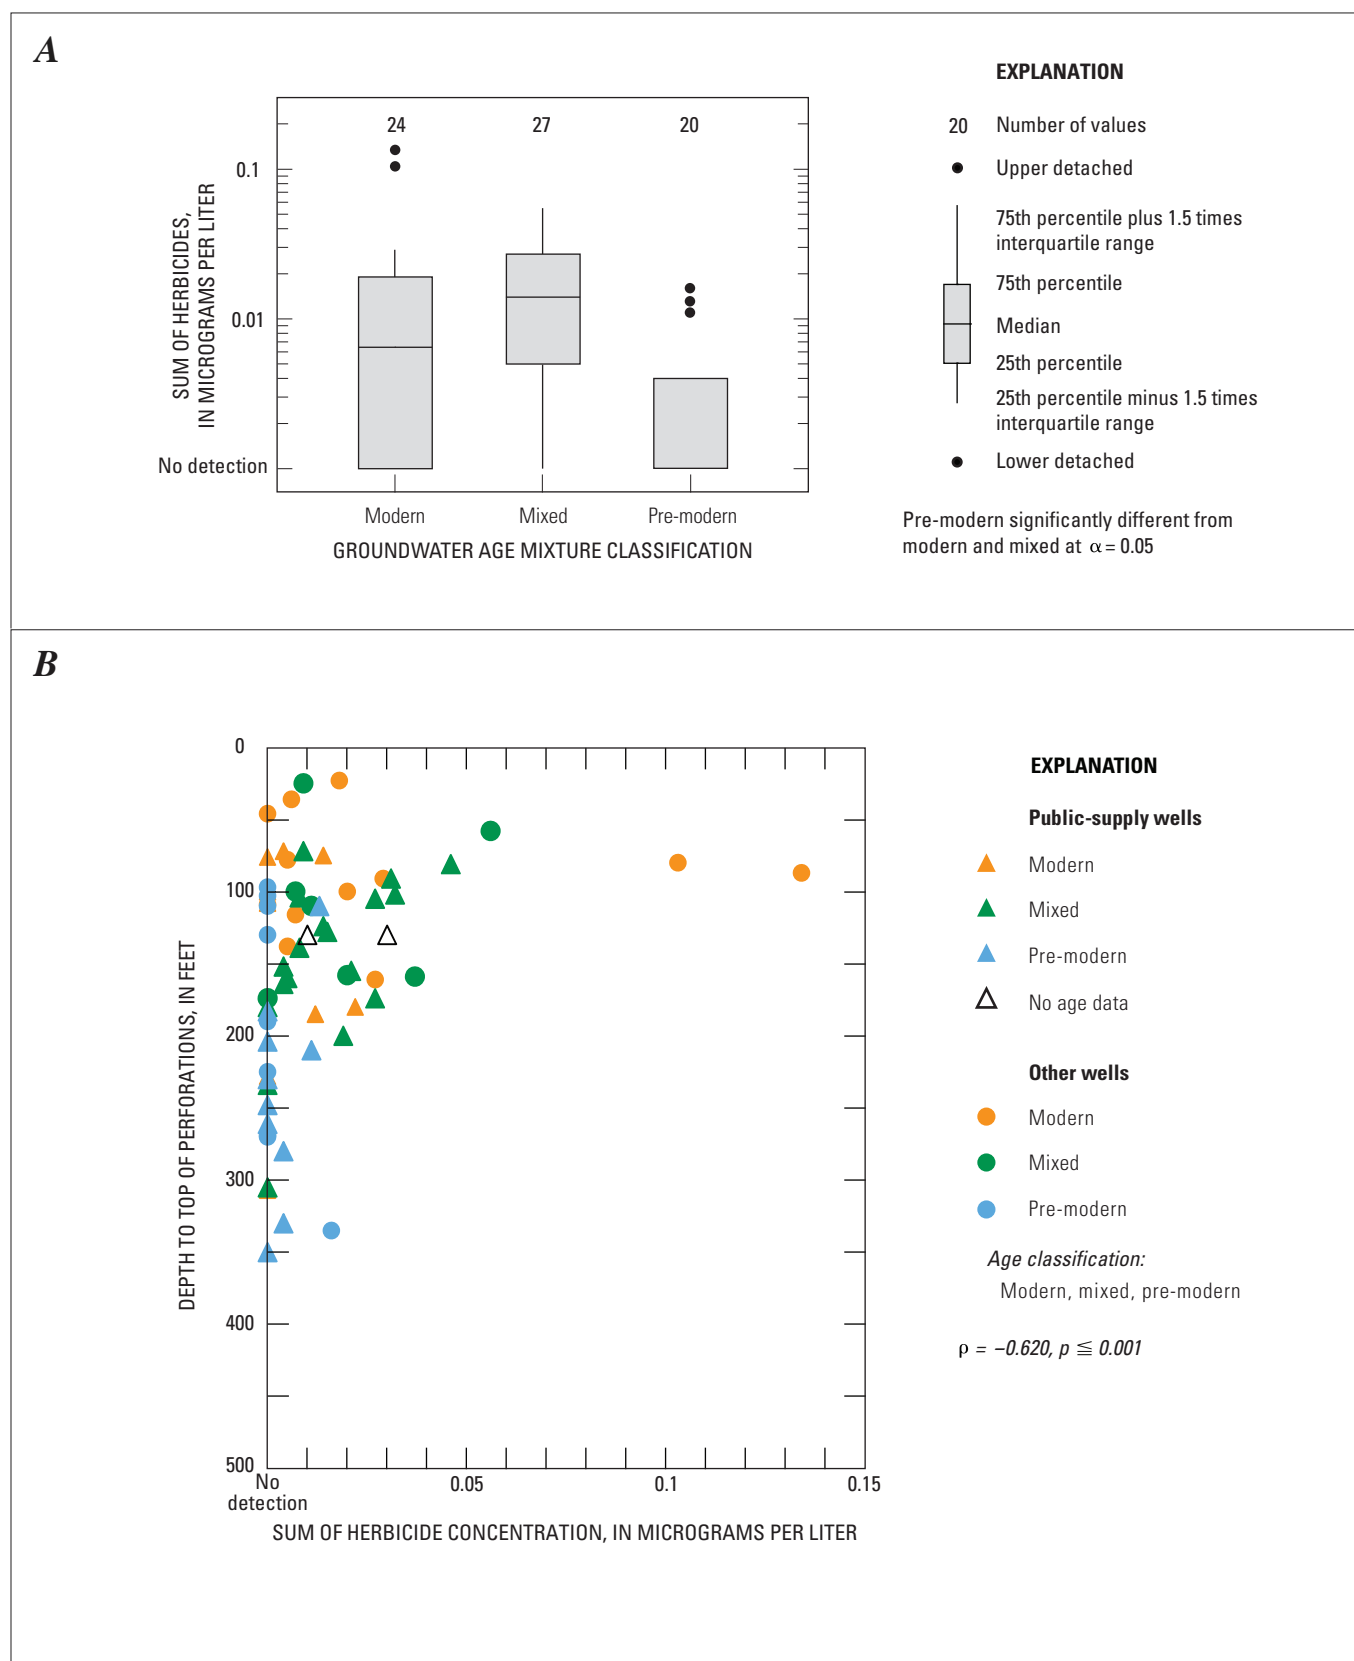 A
EXPLANATION
24
27
20
20 Number of values
Upper detached
75th percentile plus 1.5 times
interquartile range
75th percentile
Median
25th percentile
25th percentile minus 1.5 times
interquartile range
Lower detached
Pre-modern significantly different from
modern and mixed at α = 0.05
SUM OF HERBICIDES,
IN MICROGRAMS PER LITER
0.1
0.01
No detection
Modern
Mixed
Pre-modern
GROUNDWATER AGE MIXTURE CLASSIFICATION
B
DEPTH TO TOP OF PERFORATIONS, IN FEET
0
100
200
300
400
500
No
detection
0.05
0.1
0.15
SUM OF HERBICIDE CONCENTRATION, IN MICROGRAMS PER LITER
EXPLANATION
Public-supply wells
Modern
Mixed
Pre-modern
No age data
Other wells
Modern
Mixed
Pre-modern
Age classification:
Modern, mixed, pre-modern
ρ = −0.620, p ≦ 0.001